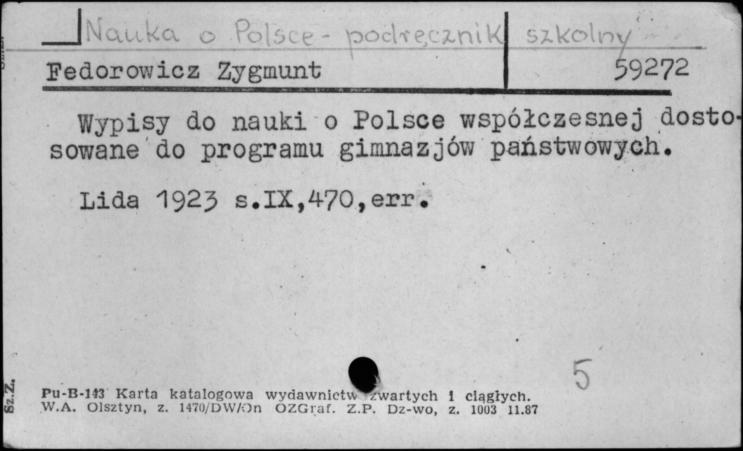 Nauka o Polsce - podręcznik szkolny
Fedorowicz Zygmunt 59272
Wypisy do nauki o Polsce współczesnej dosto-
sowane do programu gimnazjów państwowych.
Lida 1923 s.IX,470,err.
5
Pu-B-143 Karta katalogowa wydawnictw zwartych i ciągłych.
W.A. Olsztyn, z. 1470/DW/On OZGraf. Z.P. Dz-wo, z. 1003 11.87
Sz.Z.